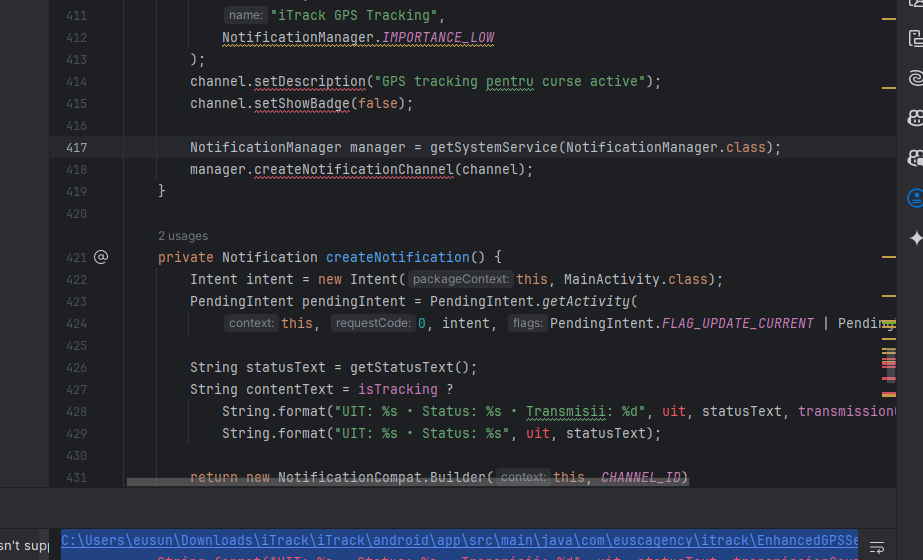 411 name: "iTrack GPS Tracking",
412 NotificationManager.IMPORTANCE_LOW
413 );
414 channel.setDescription("GPS tracking pentru curse active");
415 channel.setShowBadge(false);
416
417 NotificationManager manager = getSystemService(NotificationManager.class);
418 manager.createNotificationChannel(channel);
419 }
420
2 usages
421 private Notification createNotification() {
422 Intent intent = new Intent( packageContext: this, MainActivity.class);
423 PendingIntent pendingIntent = PendingIntent.getActivity(
424 context: this, requestCode: 0, intent, flags: PendingIntent.FLAG_UPDATE_CURRENT | Pending
425
426 String statusText = getStatusText();
427 String contentText = isTracking ?
428 String.format("UIT: %s • Status: %s • Transmisii: %d", uit, statusText, transmission
429 String.format("UIT: %s • Status: %s", uit, statusText);
430
431 return new NotificationCompat.Builder( context: this, CHANNEL_ID)
sn't supp C:\Users\eusun\Downloads\iTrack\iTrack\android\app\src\main\java\com\euscagency\itrack\EnhancedGPSSe